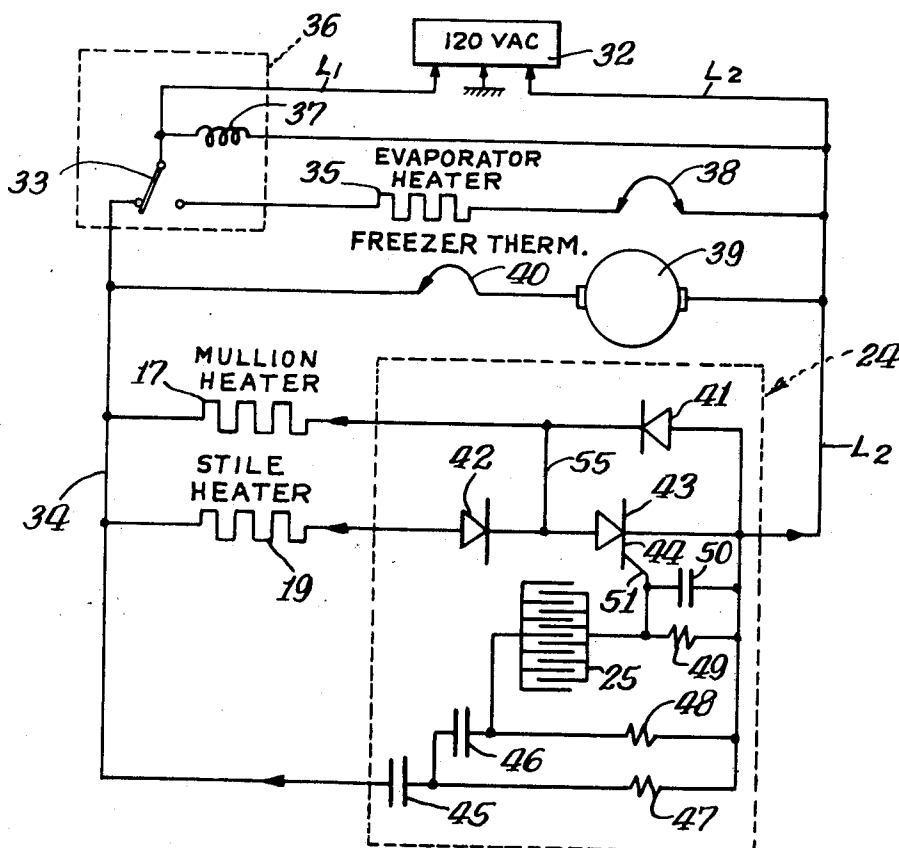 36
120 VAC
32
L1
L2
37
33
35
EVAPORATOR
HEATER
38
FREEZER THERM.
40
39
24
MULLION
HEATER
17
41
42
55
43
L2
STILE
HEATER
34
19
44
50
51
25
49
48
46
45
47